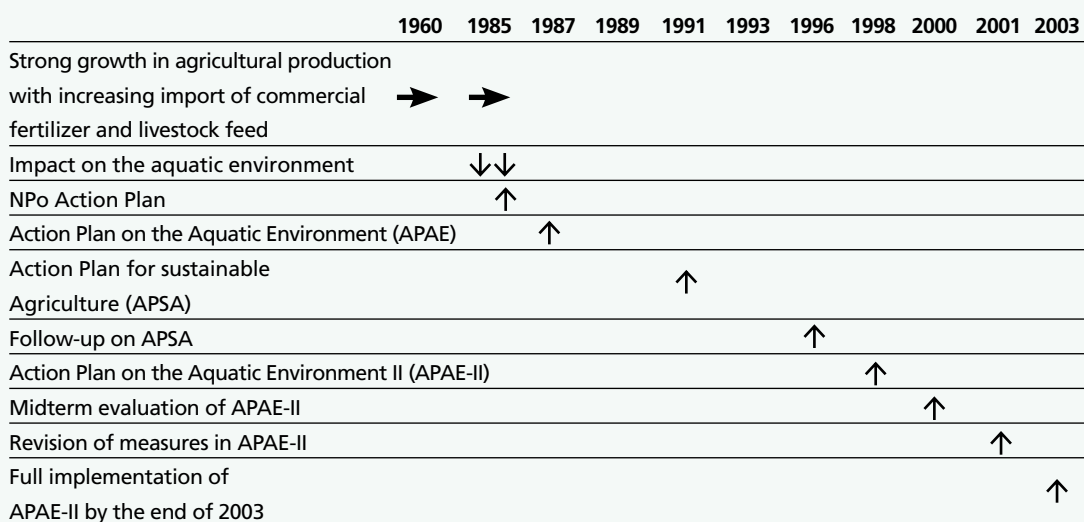 1960 1985 1987 1989 1991 1993 1996 1998 2000 2001 2003
Strong growth in agricultural production
with increasing import of commercial
fertilizer and livestock feed
Impact on the aquatic environment
NPo Action Plan
Action Plan on the Aquatic Environment (APAE)
Action Plan for sustainable
Agriculture (APSA)
Follow-up on APSA
Action Plan on the Aquatic Environment II (APAE-II)
Midterm evaluation of APAE-II
Revision of measures in APAE-II
Full implementation of
APAE-II by the end of 2003